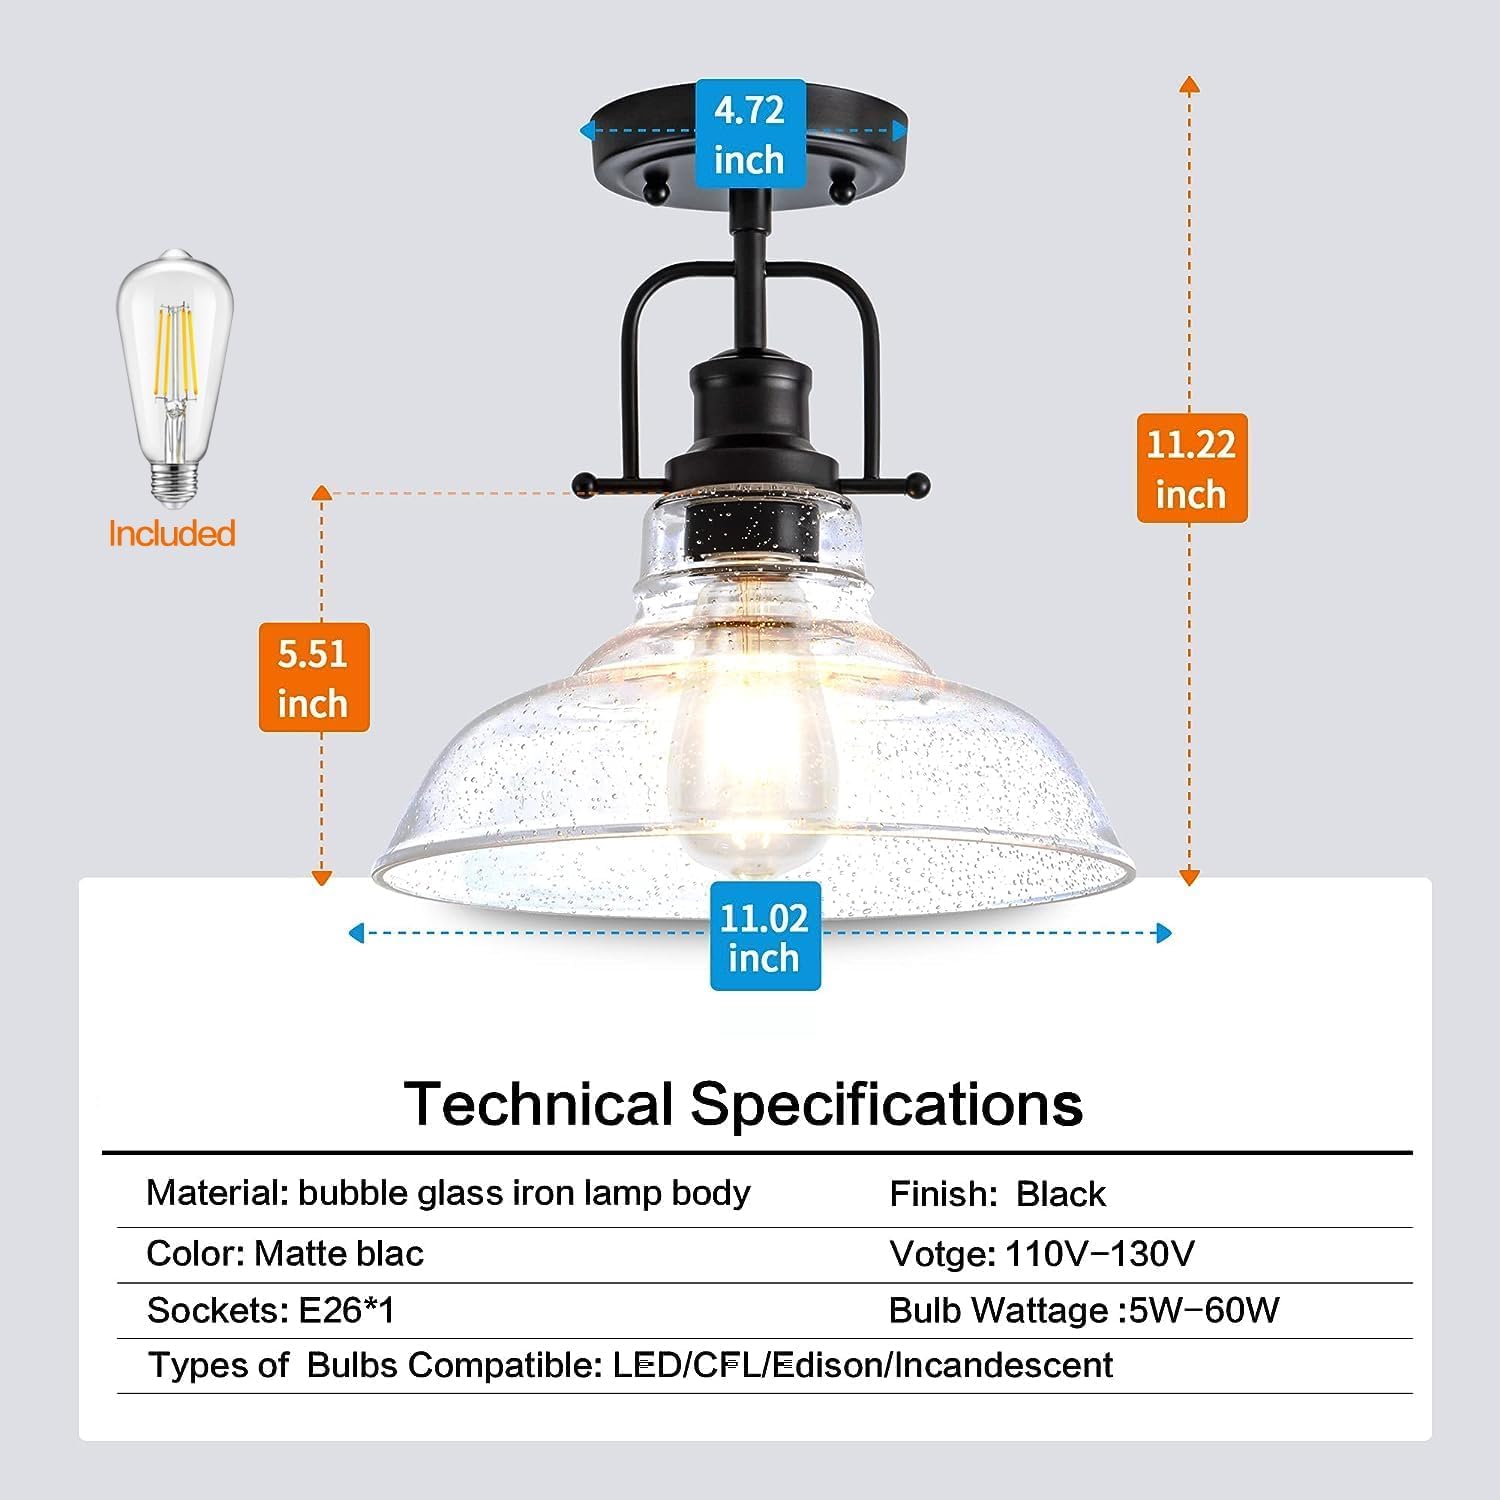 4.72
inch
11.22
inch
Included
5.51
inch
11.02
inch
Technical Specifications
Material: bubble glass iron lamp body
Finish: Black
Color: Matte blac
Votge: 110V-130V
Sockets: E26*1
Bulb Wattage :5W-60W
Types of Bulbs Compatible: LED/CFL/Edison/Incandescent